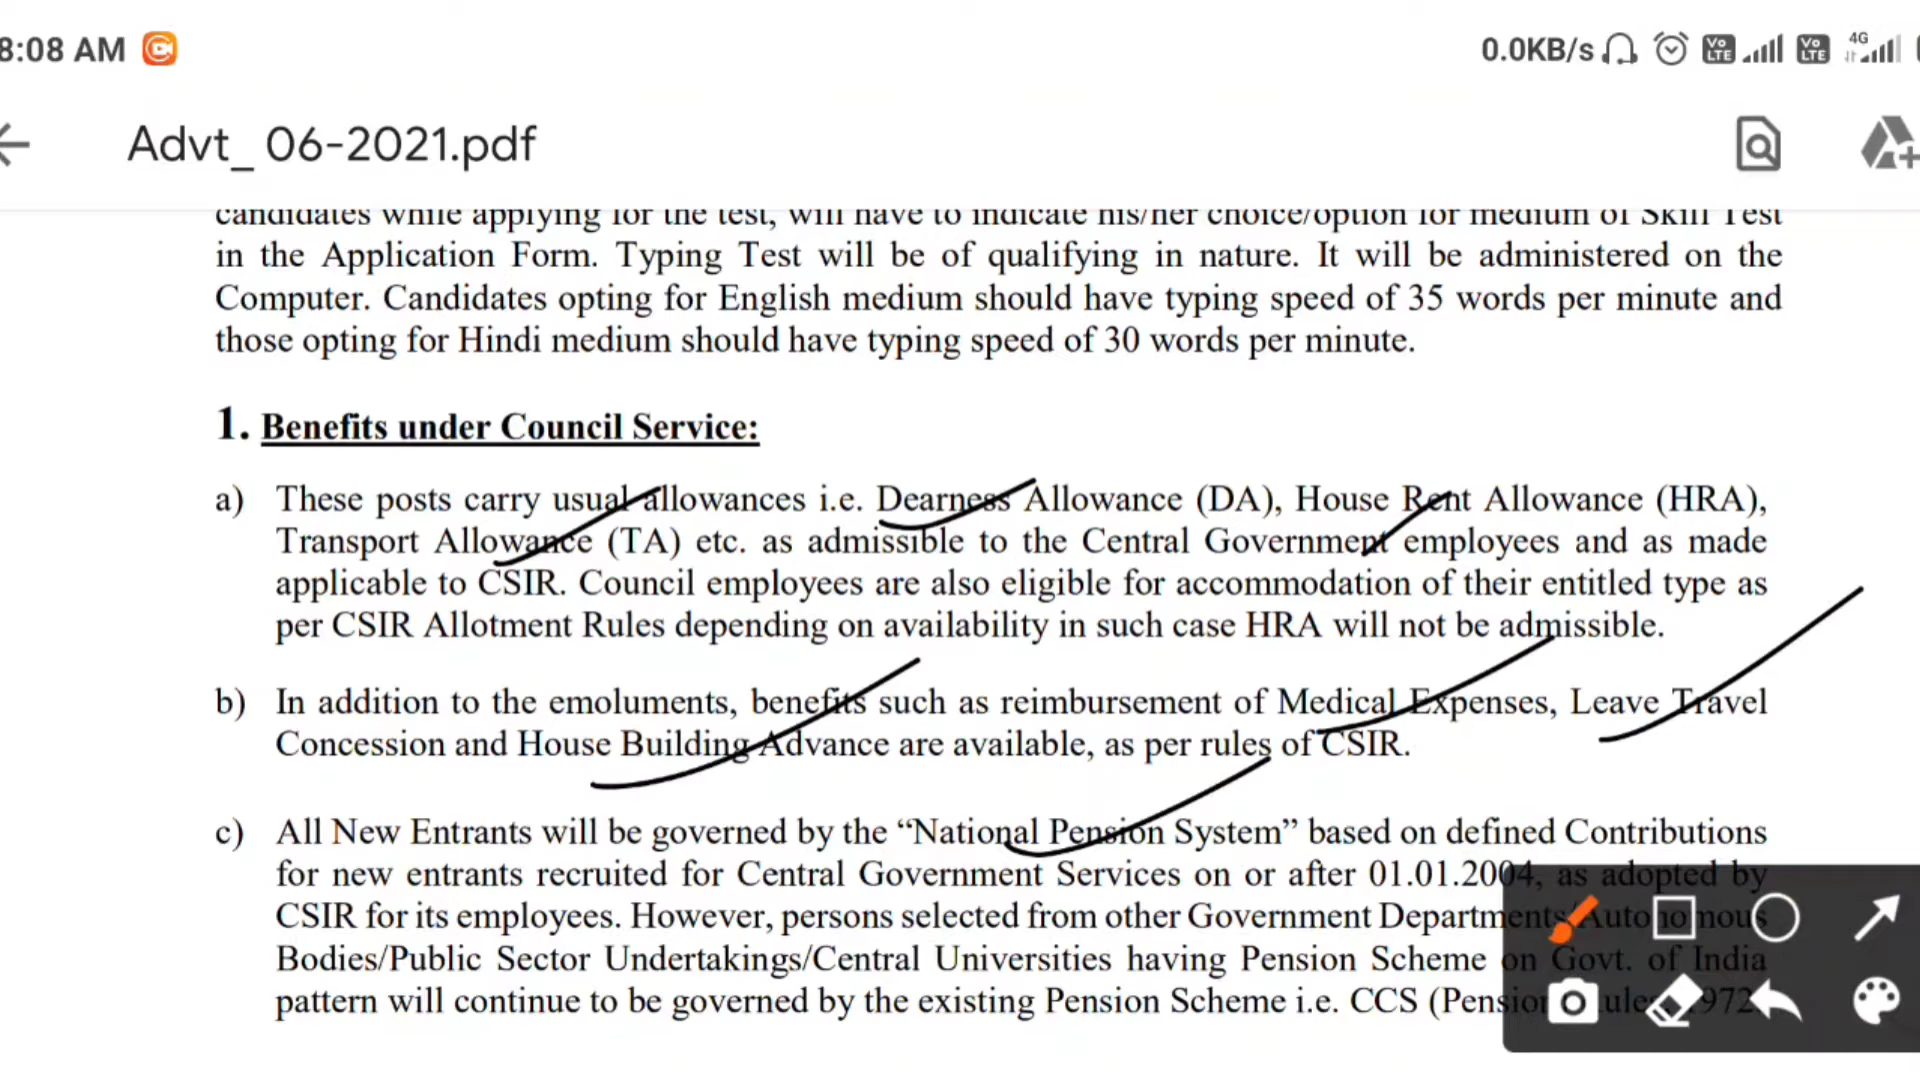 8:08 AM
0.0KB/s
Vo LTE
Vo LTE
4G
Advt_ 06-2021.pdf
candidates while applying for the test, will have to indicate his/her choice/option for medium of Skill Test
in the Application Form. Typing Test will be of qualifying in nature. It will be administered on the
Computer. Candidates opting for English medium should have typing speed of 35 words per minute and
those opting for Hindi medium should have typing speed of 30 words per minute.
1. Benefits under Council Service:
a) These posts carry usual allowances i.e. Dearness Allowance (DA), House Rent Allowance (HRA),
Transport Allowance (TA) etc. as admissible to the Central Government employees and as made
applicable to CSIR. Council employees are also eligible for accommodation of their entitled type as
per CSIR Allotment Rules depending on availability in such case HRA will not be admissible.
b) In addition to the emoluments, benefits such as reimbursement of Medical Expenses, Leave Travel
Concession and House Building Advance are available, as per rules of CSIR.
c) All New Entrants will be governed by the “National Pension System” based on defined Contributions
for new entrants recruited for Central Government Services on or after 01.01.2004, as adopted by
CSIR for its employees. However, persons selected from other Government Departments/Autonomous
Bodies/Public Sector Undertakings/Central Universities having Pension Scheme on Govt. of India
pattern will continue to be governed by the existing Pension Scheme i.e. CCS (Pension Rules 1972